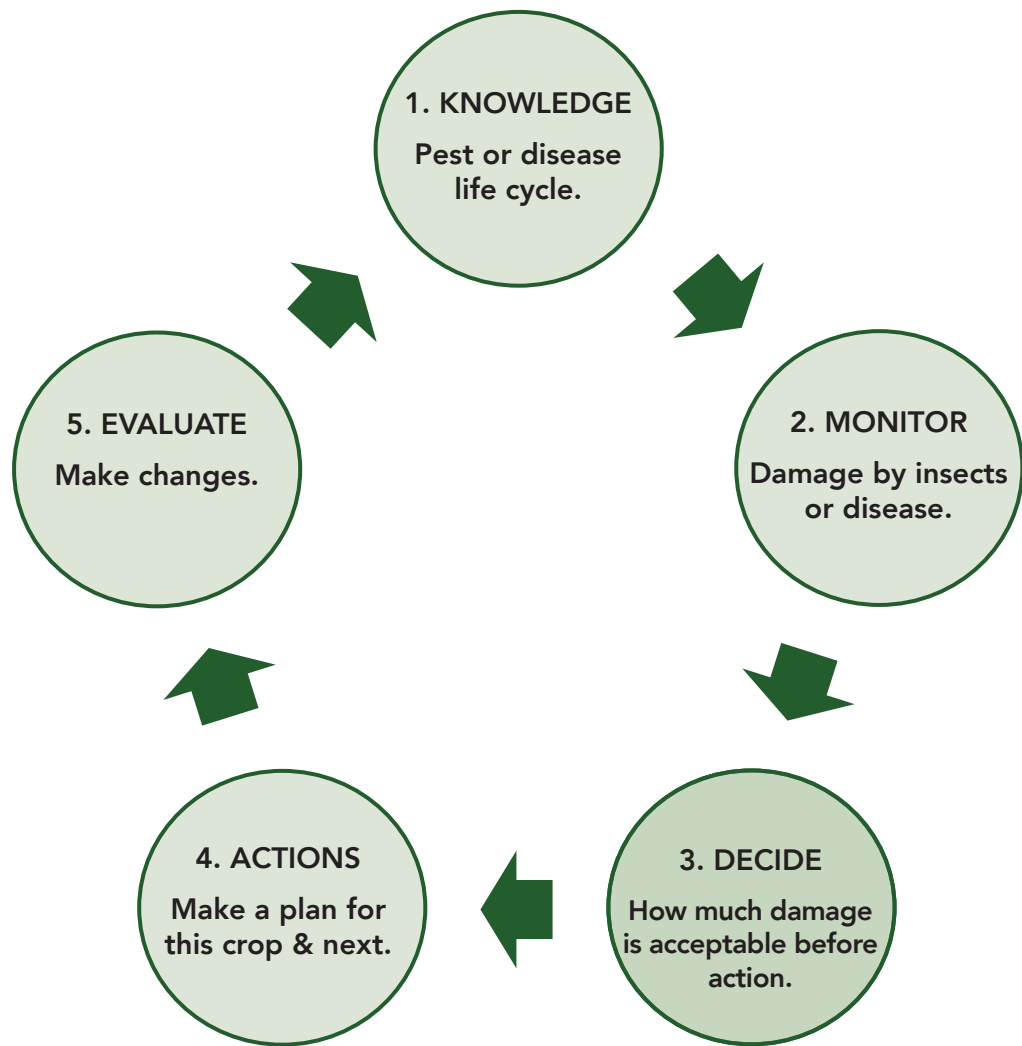 1. KNOWLEDGE
Pest or disease
life cycle.
2. MONITOR
Damage by insects
or disease.
3. DECIDE
How much damage
is acceptable before
action.
4. ACTIONS
Make a plan for
this crop & next.
5. EVALUATE
Make changes.